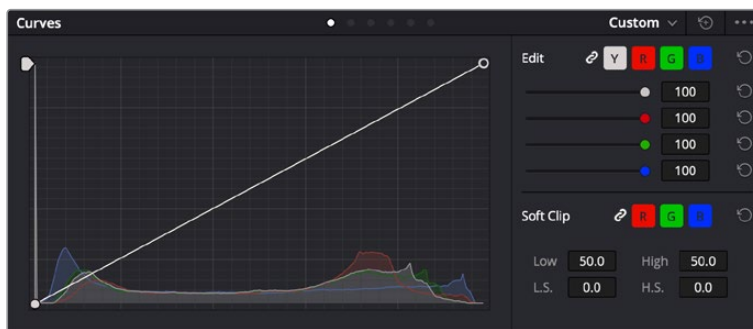 Curves Custom
Edit Y R G B
100
100
100
100
Soft Clip R G B
Low 50.0 High 50.0
L.S. 0.0 H.S. 0.0